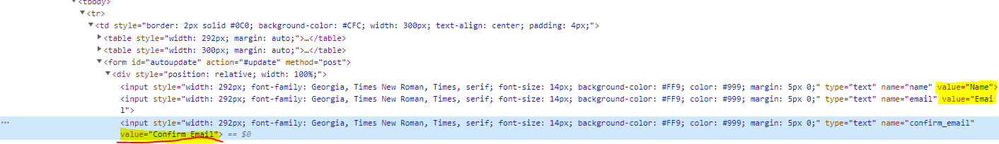 <tbody>
<tr>
<td style="border: 2px solid #0C0; background-color: #CFC; width: 300px; text-align: center; padding: 4px;">
<table style="width: 292px; margin: auto;">…</table>
<table style="width: 300px; margin: auto;">…</table>
<form id="autoupdate" action="#update" method="post">
<div style="position: relative; width: 100%;">
<input style="width: 292px; font-family: Georgia, Times New Roman, Times, serif; font-size: 14px; background-color: #FF9; color: #999; margin: 5px 0;" type="text" name="name" value="Name">
<input style="width: 292px; font-family: Georgia, Times New Roman, Times, serif; font-size: 14px; background-color: #FF9; color: #999; margin: 5px 0;" type="text" name="email" value="Emai
l">
<input style="width: 292px; font-family: Georgia, Times New Roman, Times, serif; font-size: 14px; background-color: #FF9; color: #999; margin: 5px 0;" type="text" name="confirm_email"
value="Confirm Email"> == $0